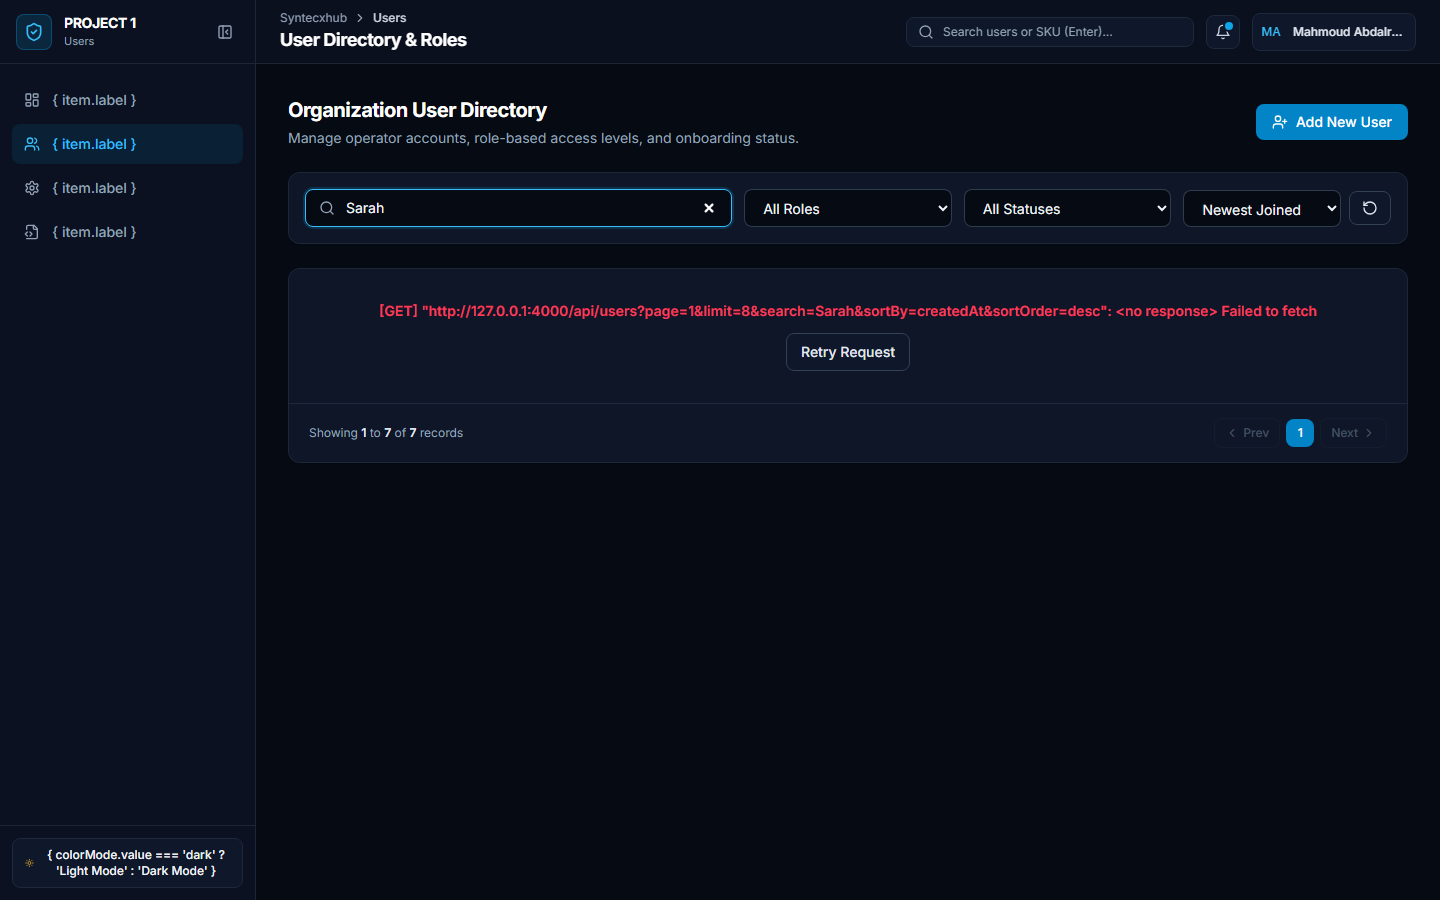 PROJECT 1
Users
Syntecxhub > Users
User Directory & Roles
Search users or SKU (Enter)...
MA Mahmoud Abdalr...
{ item.label }
{ item.label }
{ item.label }
{ item.label }
Organization User Directory
Manage operator accounts, role-based access levels, and onboarding status.
Add New User
Sarah
All Roles
All Statuses
Newest Joined
[GET] "http://127.0.0.1:4000/api/users?page=1&limit=8&search=Sarah&sortBy=createdAt&sortOrder=desc": <no response> Failed to fetch
Retry Request
Showing 1 to 7 of 7 records
Prev 1 Next
{ colorMode.value === 'dark' ?
'Light Mode' : 'Dark Mode' }